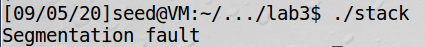 [09/05/20]seed@VM:~/.../lab3$ ./stack
Segmentation fault